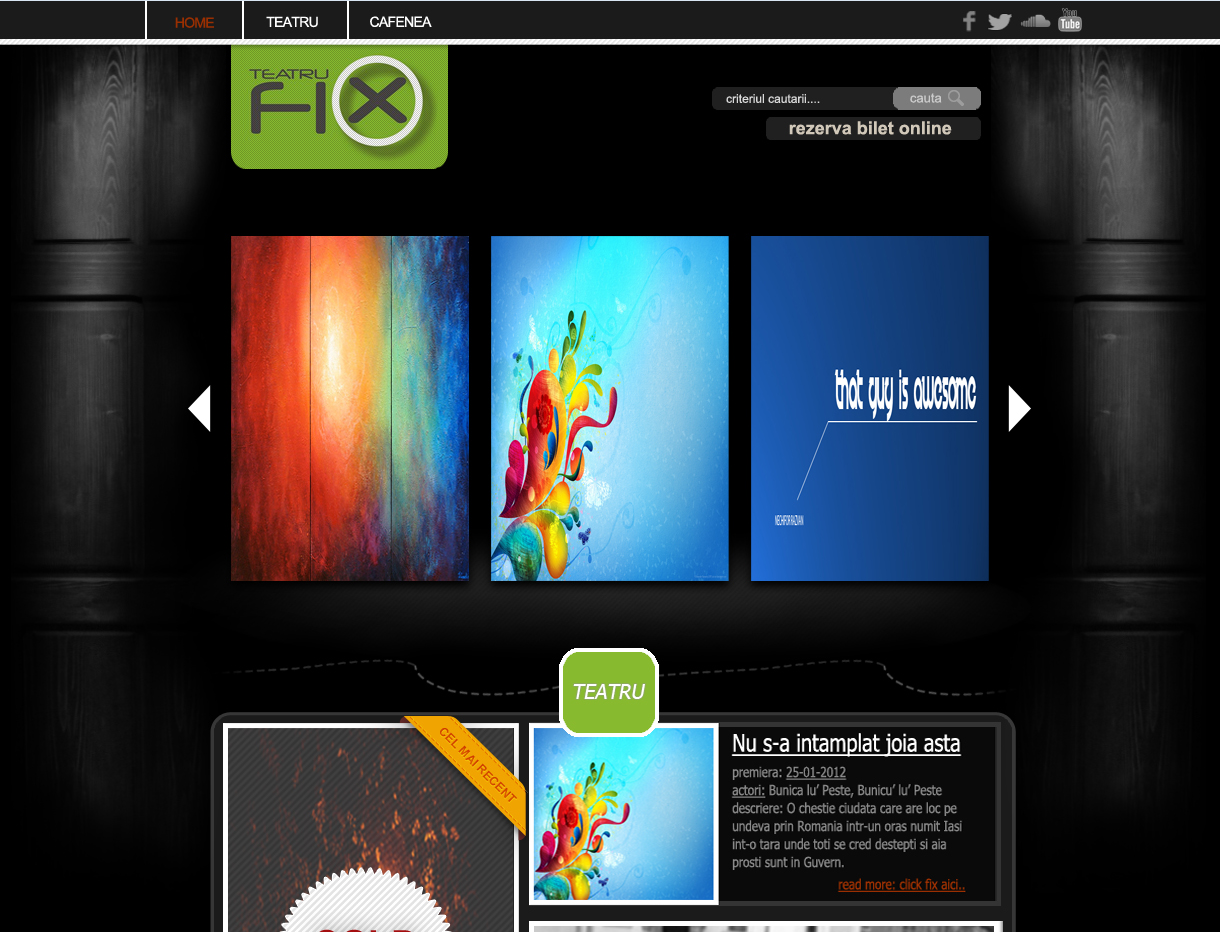 HOME
TEATRU
CAFENEA
You
Tube
TEATRU
FIX
criteriul cautarii....
cauta
rezerva bilet online
that guy is awesome
NECHIFOR RAZVAN
TEATRU
CEL MAI RECENT
Nu s-a intamplat joia asta
premiera: 25-01-2012
actori: Bunica lu' Peste, Bunicu' lu' Peste
descriere: O chestie ciudata care are loc pe
undeva prin Romania intr-un oras numit Iasi
int-o tara unde toti se cred destepti si aia
prosti sunt in Guvern.
read more: click fix aici..